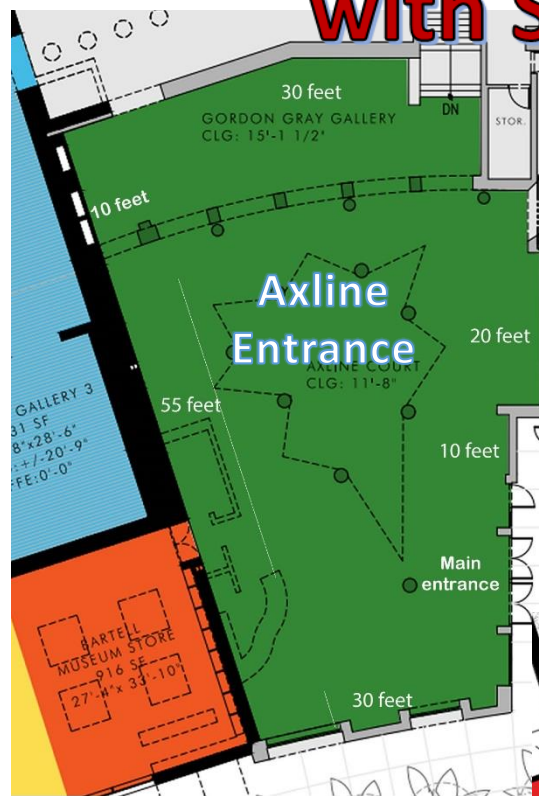 with S
30 feet
GORDON GRAY GALLERY
CLG: 15'-1 1/2"
DN
STOR.
10 feet
Axline
Entrance
AXLINE COURT
CLG: 11'-8"
20 feet
55 feet
10 feet
GALLERY 3
31 SF
8"x28'-6"
:+/-20'-9"
FFE:0'-0"
Main
entrance
BARTELL
MUSEUM STORE
916 SF
27'-4"x 33'-10"
30 feet